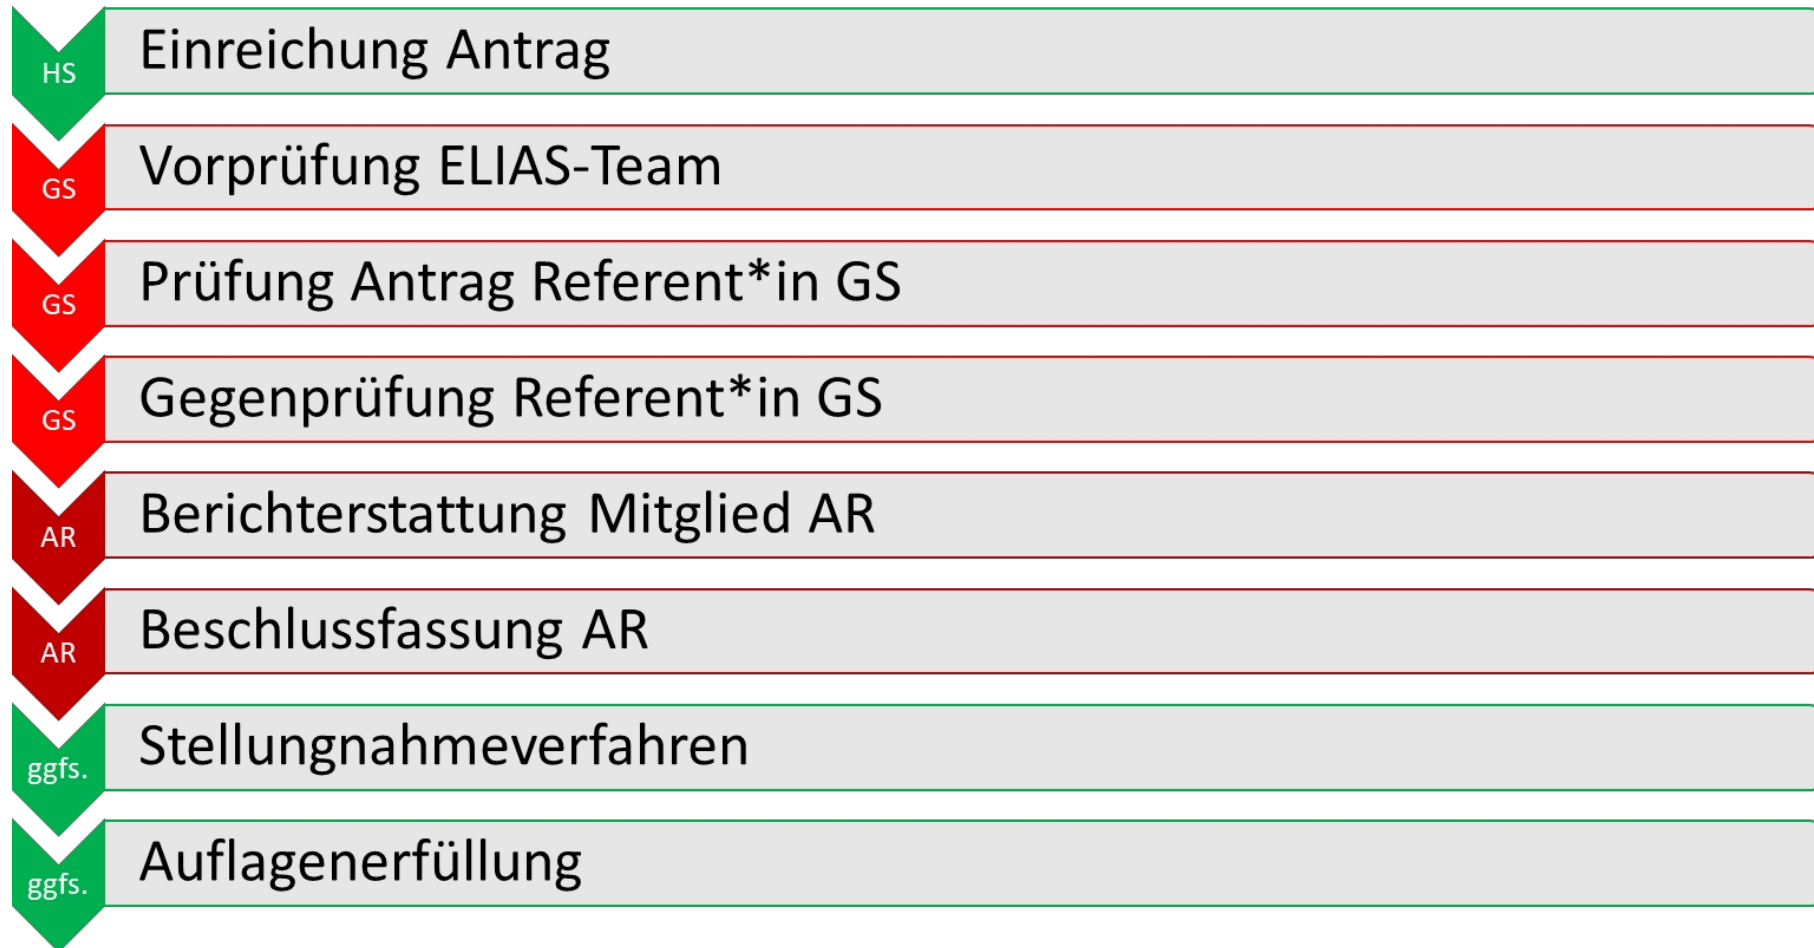 HS
Einreichung Antrag
GS
Vorprüfung ELIAS-Team
GS
Prüfung Antrag Referent*in GS
GS
Gegenprüfung Referent*in GS
AR
Berichterstattung Mitglied AR
AR
Beschlussfassung AR
ggfs.
Stellungnahmeverfahren
ggfs.
Auflagenerfüllung